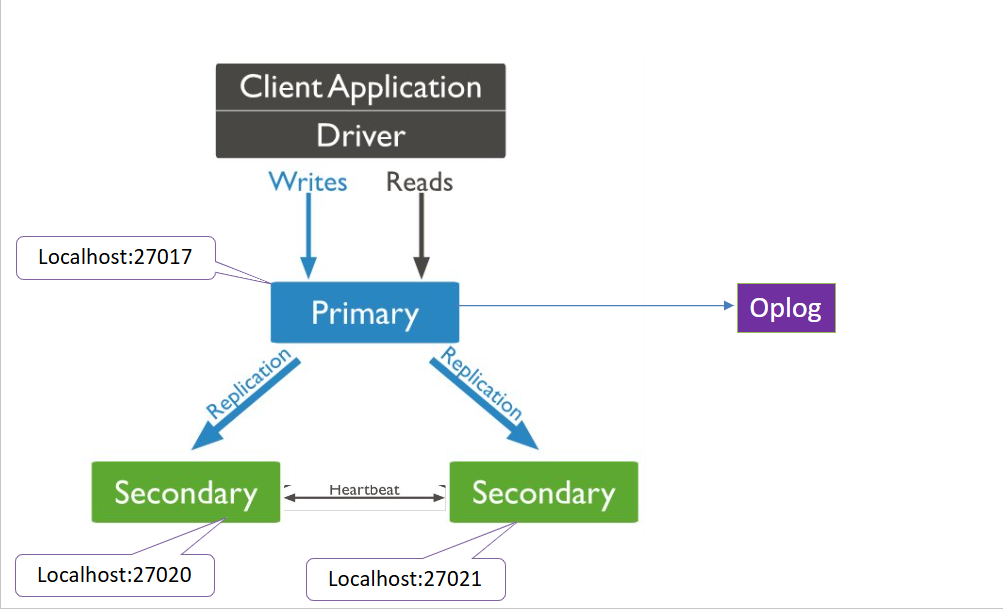 Client Application
Driver
Writes
Reads
Localhost:27017
Primary
Oplog
Replication
Replication
Secondary
Heartbeat
Secondary
Localhost:27020
Localhost:27021